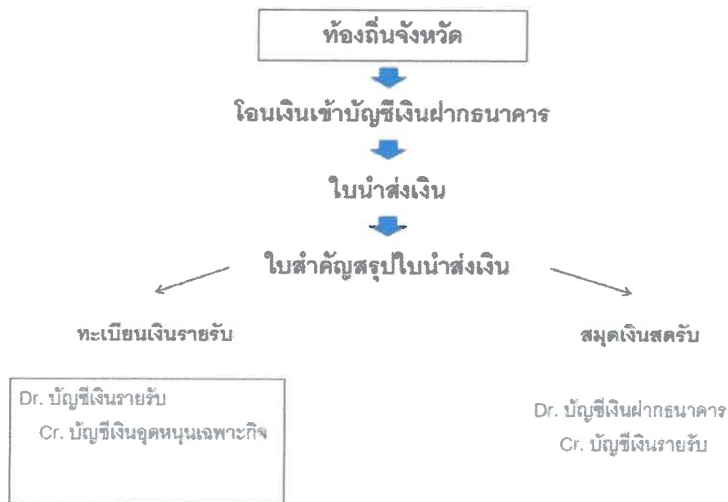 ท้องถิ่นจังหวัด
โอนเงินเข้าบัญชีเงินฝากธนาคาร
ใบนำส่งเงิน
ใบสำคัญสรุปใบนำส่งเงิน
ทะเบียนเงินรายรับ
สมุดเงินสดรับ
Dr. บัญชีเงินรายรับ
Cr. บัญชีเงินอุดหนุนเฉพาะกิจ
Dr. บัญชีเงินฝากธนาคาร
Cr. บัญชีเงินรายรับ